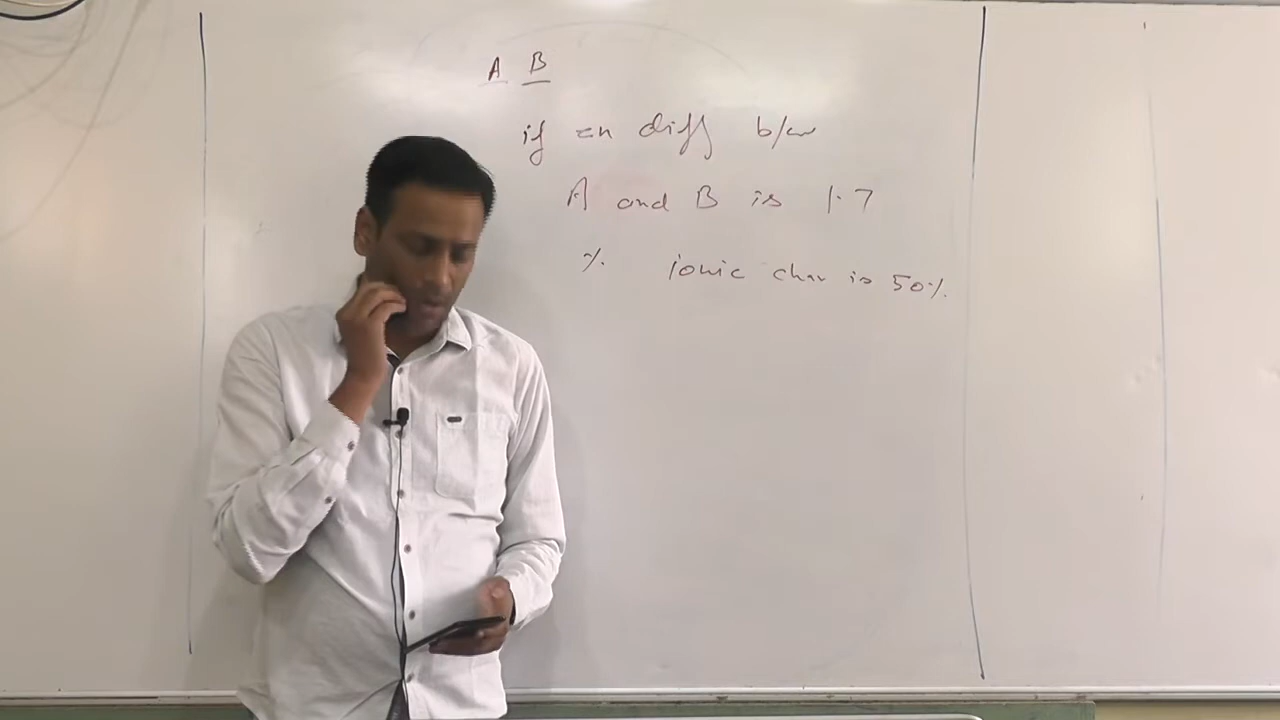 A B
if en diff b/w
A and B is 1.7
% ionic char is 50%